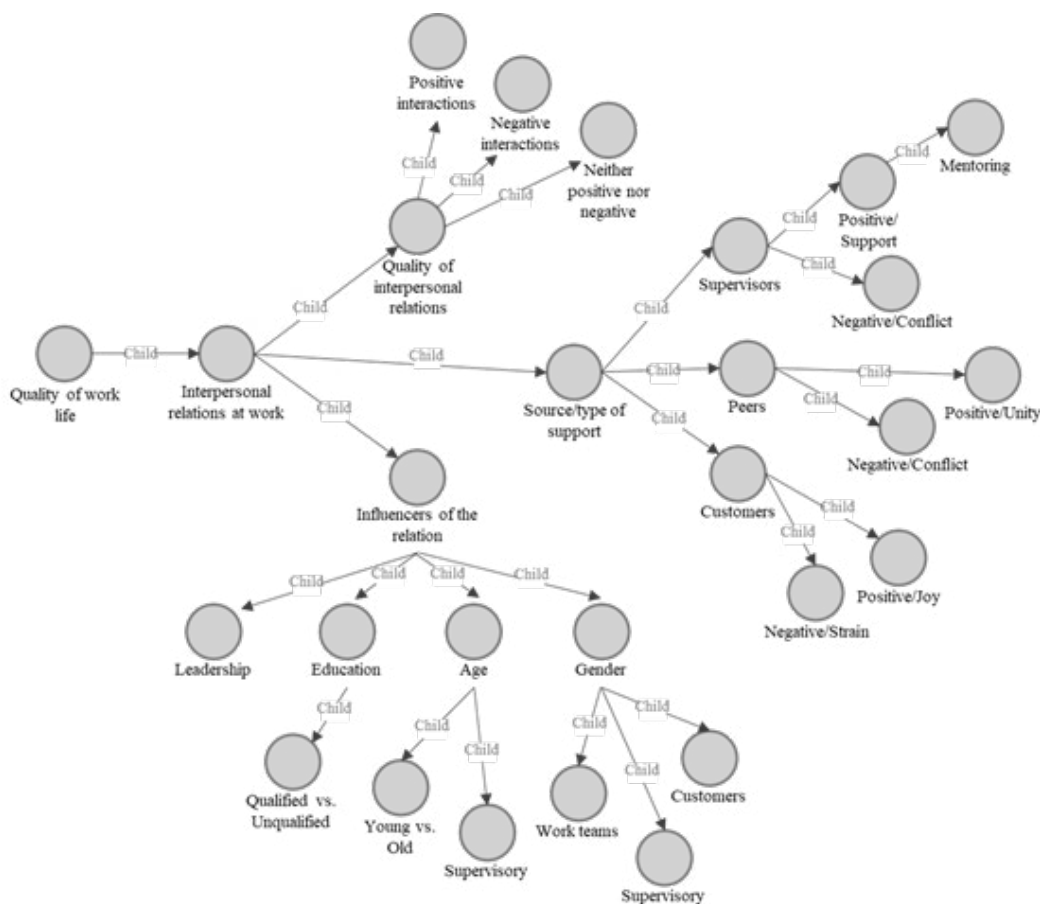 Positive
interactions
Negative
interactions
Neither
positive nor
negative
Child
Child
Child
Quality of
interpersonal
relations
Mentoring
Child
Positive/
Support
Child
Supervisors
Child
Negative/Conflict
Child
Child
Quality of work
life
Child
Interpersonal
relations at work
Child
Source/type of
support
Child
Peers
Child
Positive/Unity
Child
Negative/Conflict
Child
Customers
Child
Child
Positive/Joy
Negative/Strain
Child
Influencers of the
relation
Child
Child
Child
Child
Leadership
Education
Age
Gender
Child
Child
Child
Child
Child
Child
Qualified vs.
Unqualified
Young vs.
Old
Supervisory
Work teams
Supervisory
Customers